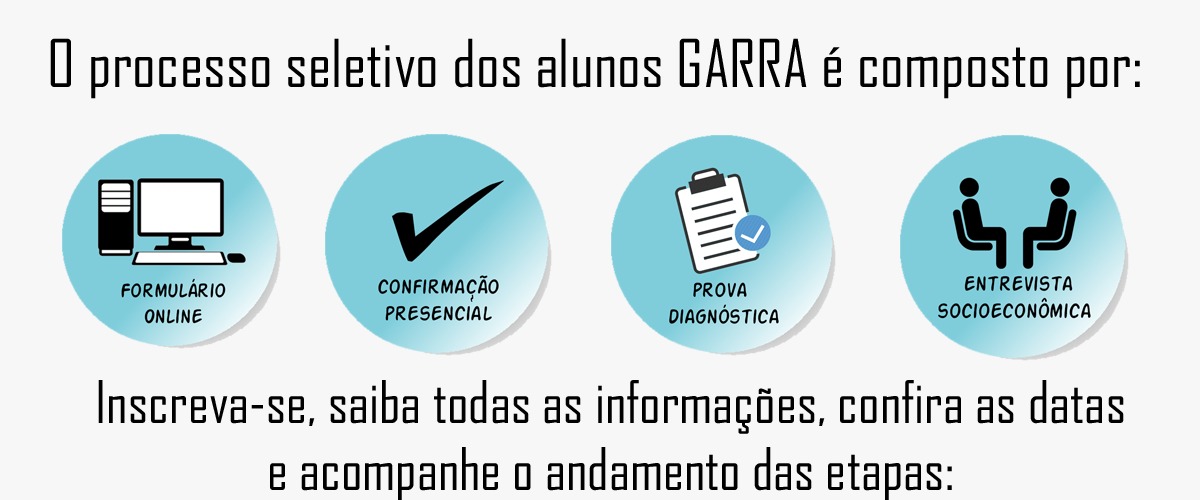 O processo seletivo dos alunos GARRA é composto por:
FORMULÁRIO
ONLINE
CONFIRMAÇÃO
PRESENCIAL
PROVA
DIAGNÓSTICA
ENTREVISTA
SOCIOECONÔMICA
Inscreva-se, saiba todas as informações, confira as datas
e acompanhe o andamento das etapas: